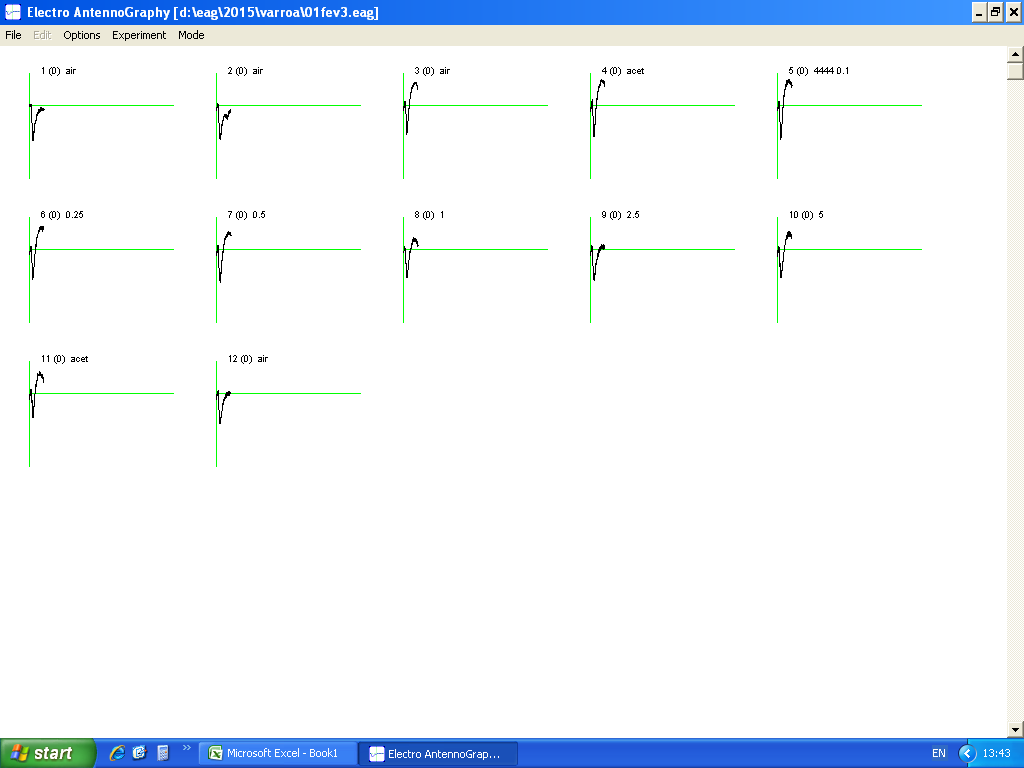 Electro AntennoGraphy [d:\eag\2015\varroa\01fev3.eag]
File Edit Options Experiment Mode
1 (0) air
2 (0) air
3 (0) air
4 (0) acet
5 (0) 4444 0.1
6 (0) 0.25
7 (0) 0.5
8 (0) 1
9 (0) 2.5
10 (0) 5
11 (0) acet
12 (0) air
start
Microsoft Excel - Book1
Electro AntennoGrap...
EN
13:43